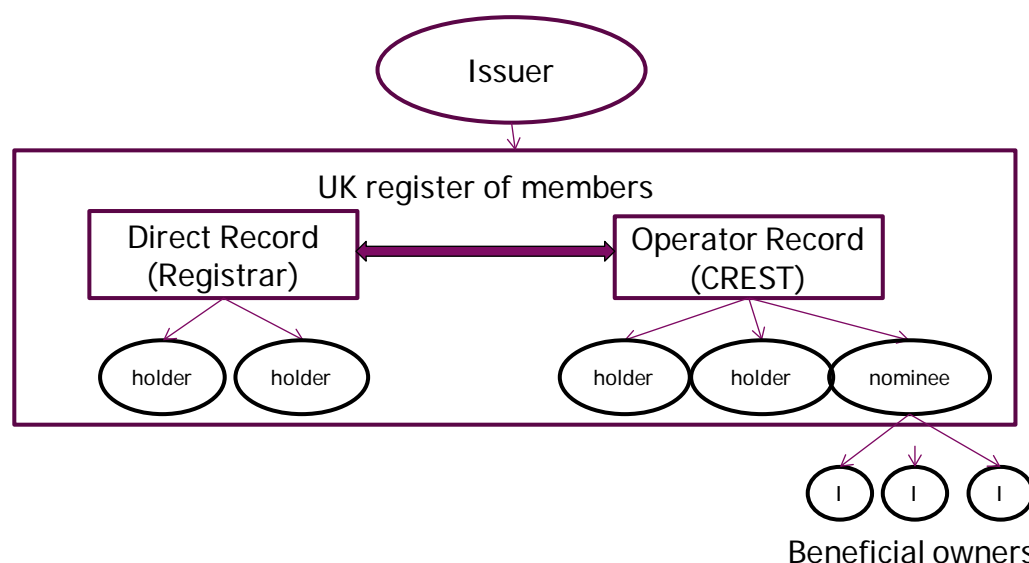 Issuer
UK register of members
Direct Record
(Registrar)
Operator Record
(CREST)
holder
holder
holder
holder
nominee
I
I
I
Beneficial owners